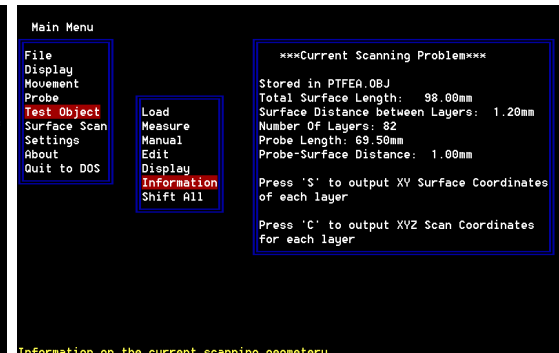 Main Menu
File
Display
Movement
Probe
Test Object
Surface Scan
Settings
About
Quit to DOS
Load
Measure
Manual
Edit
Display
Information
Shift All
***Current Scanning Problem***
Stored in PTFEA.OBJ
Total Surface Length: 98.00mm
Surface Distance between Layers: 1.20mm
Number Of Layers: 82
Probe Length: 69.50mm
Probe-Surface Distance: 1.00mm
Press 'S' to output XY Surface Coordinates
of each layer
Press 'C' to output XYZ Scan Coordinates
for each layer
Information on the current scanning geometery